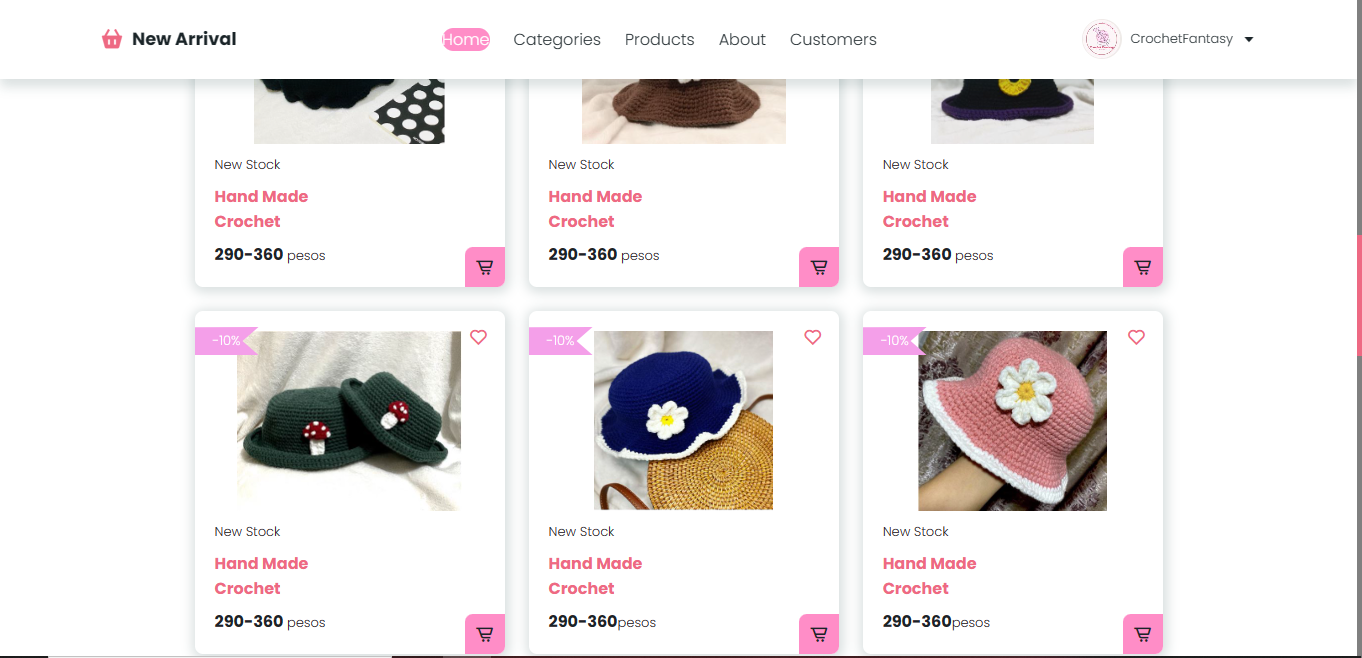 New Arrival
Home Categories Products About Customers
CrochetFantasy
New Stock
Hand Made
Crochet
290-360 pesos
New Stock
Hand Made
Crochet
290-360 pesos
New Stock
Hand Made
Crochet
290-360 pesos
-10%
New Stock
Hand Made
Crochet
290-360 pesos
-10%
New Stock
Hand Made
Crochet
290-360pesos
-10%
New Stock
Hand Made
Crochet
290-360pesos